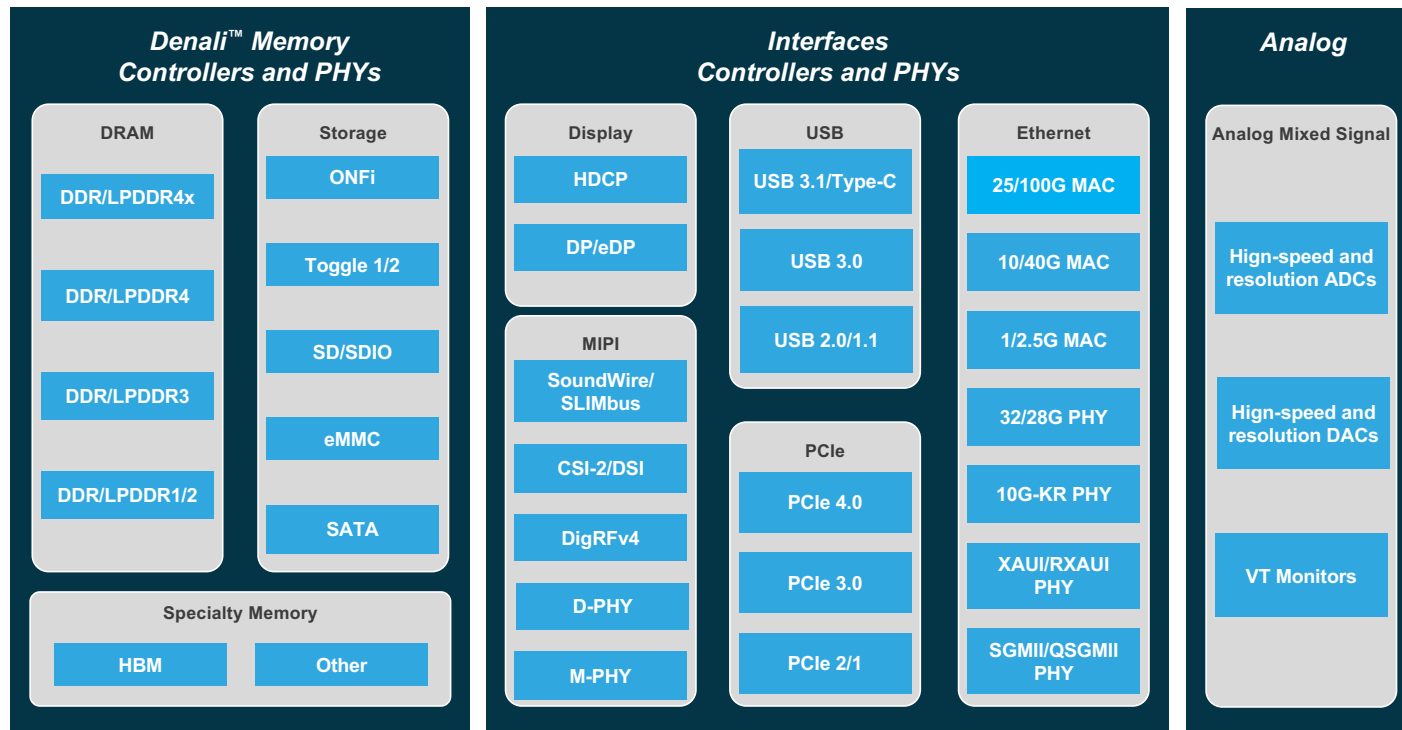 Denali™ Memory
Controllers and PHYs
DRAM
DDR/LPDDR4x
DDR/LPDDR4
DDR/LPDDR3
DDR/LPDDR1/2
Storage
ONFi
Toggle 1/2
SD/SDIO
eMMC
SATA
Specialty Memory
HBM
Other
Interfaces
Controllers and PHYs
Display
HDCP
DP/eDP
MIPI
SoundWire/
SLIMbus
CSI-2/DSI
DigRFv4
D-PHY
M-PHY
USB
USB 3.1/Type-C
USB 3.0
USB 2.0/1.1
PCIe
PCIe 4.0
PCIe 3.0
PCIe 2/1
Ethernet
25/100G MAC
10/40G MAC
1/2.5G MAC
32/28G PHY
10G-KR PHY
XAUI/RXAUI
PHY
SGMII/QSGMII
PHY
Analog
Analog Mixed Signal
Hign-speed and
resolution ADCs
Hign-speed and
resolution DACs
VT Monitors